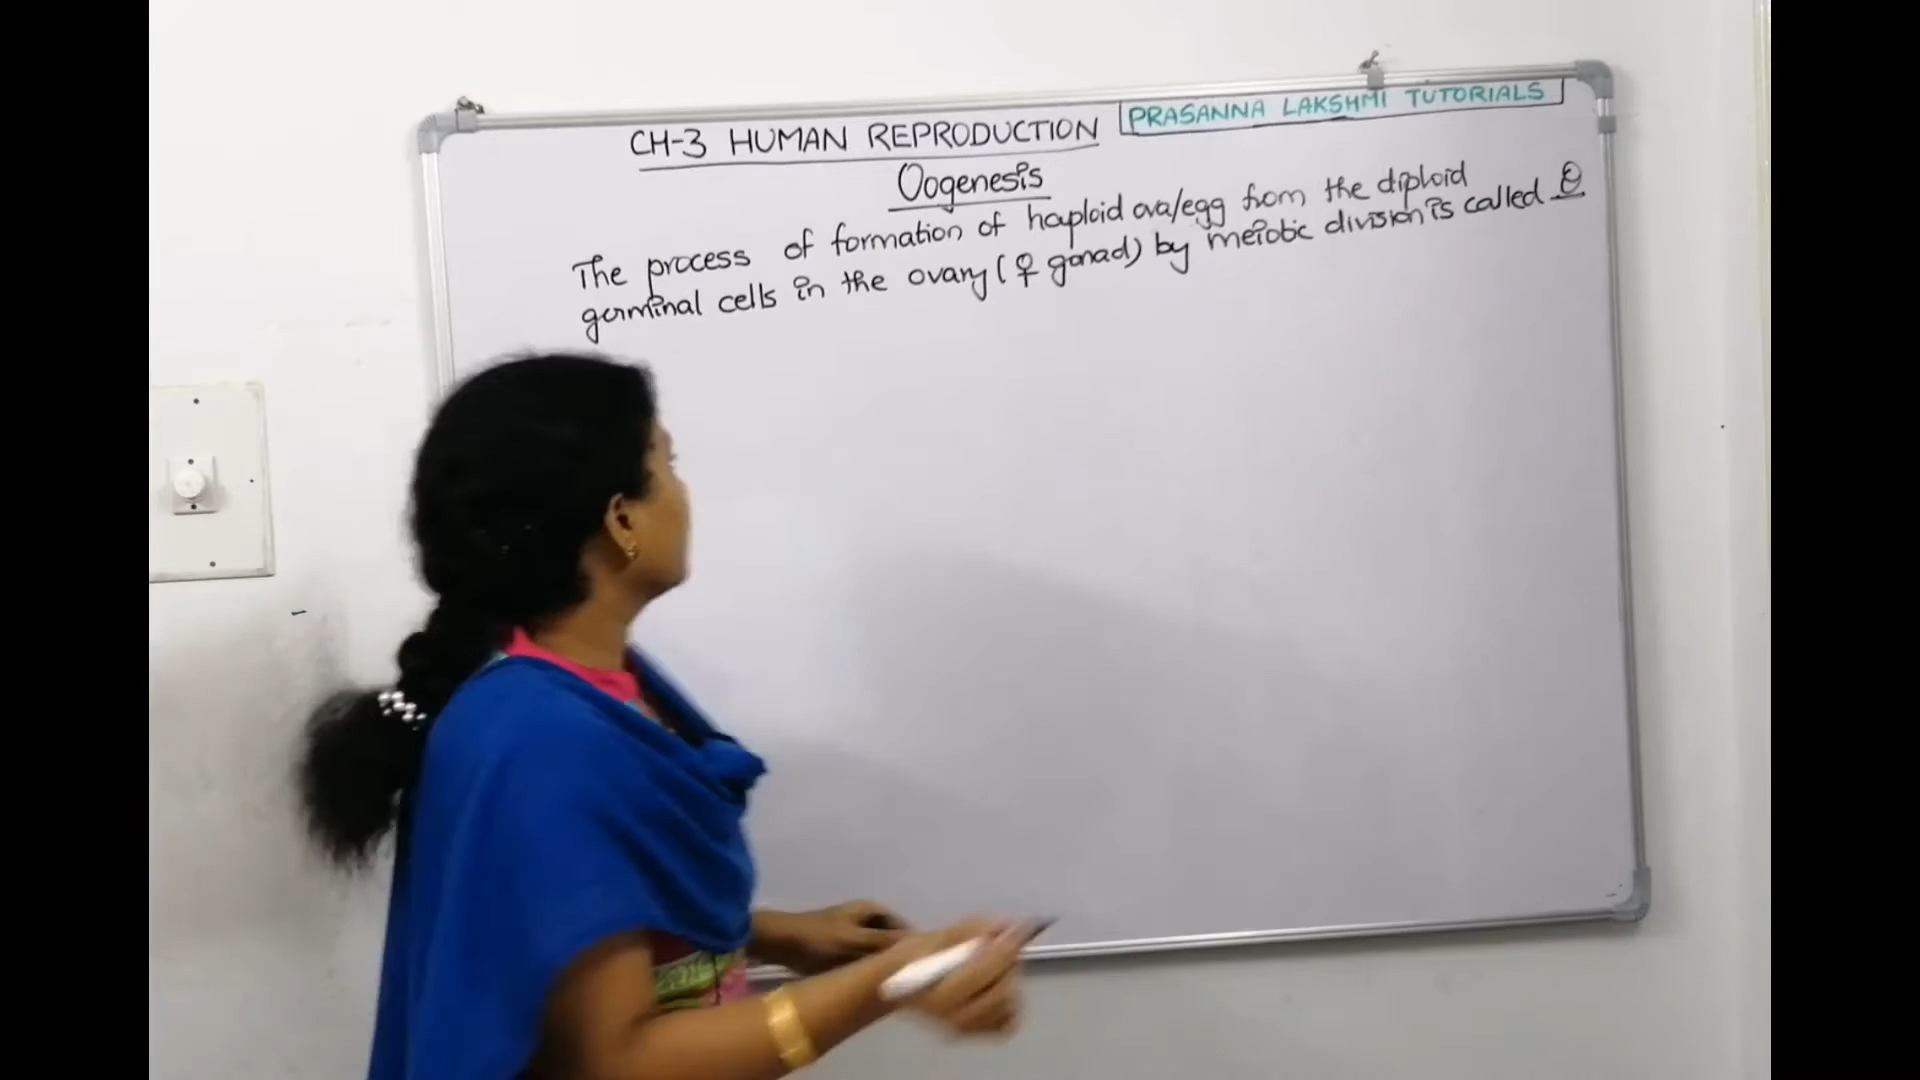 CH-3 HUMAN REPRODUCTION
PRASANNA LAKSHMI TUTORIALS
Oogenesis
The process of formation of haploid ova/egg from the diploid
germinal cells in the ovary (♀ gonad) by meiotic division is called O